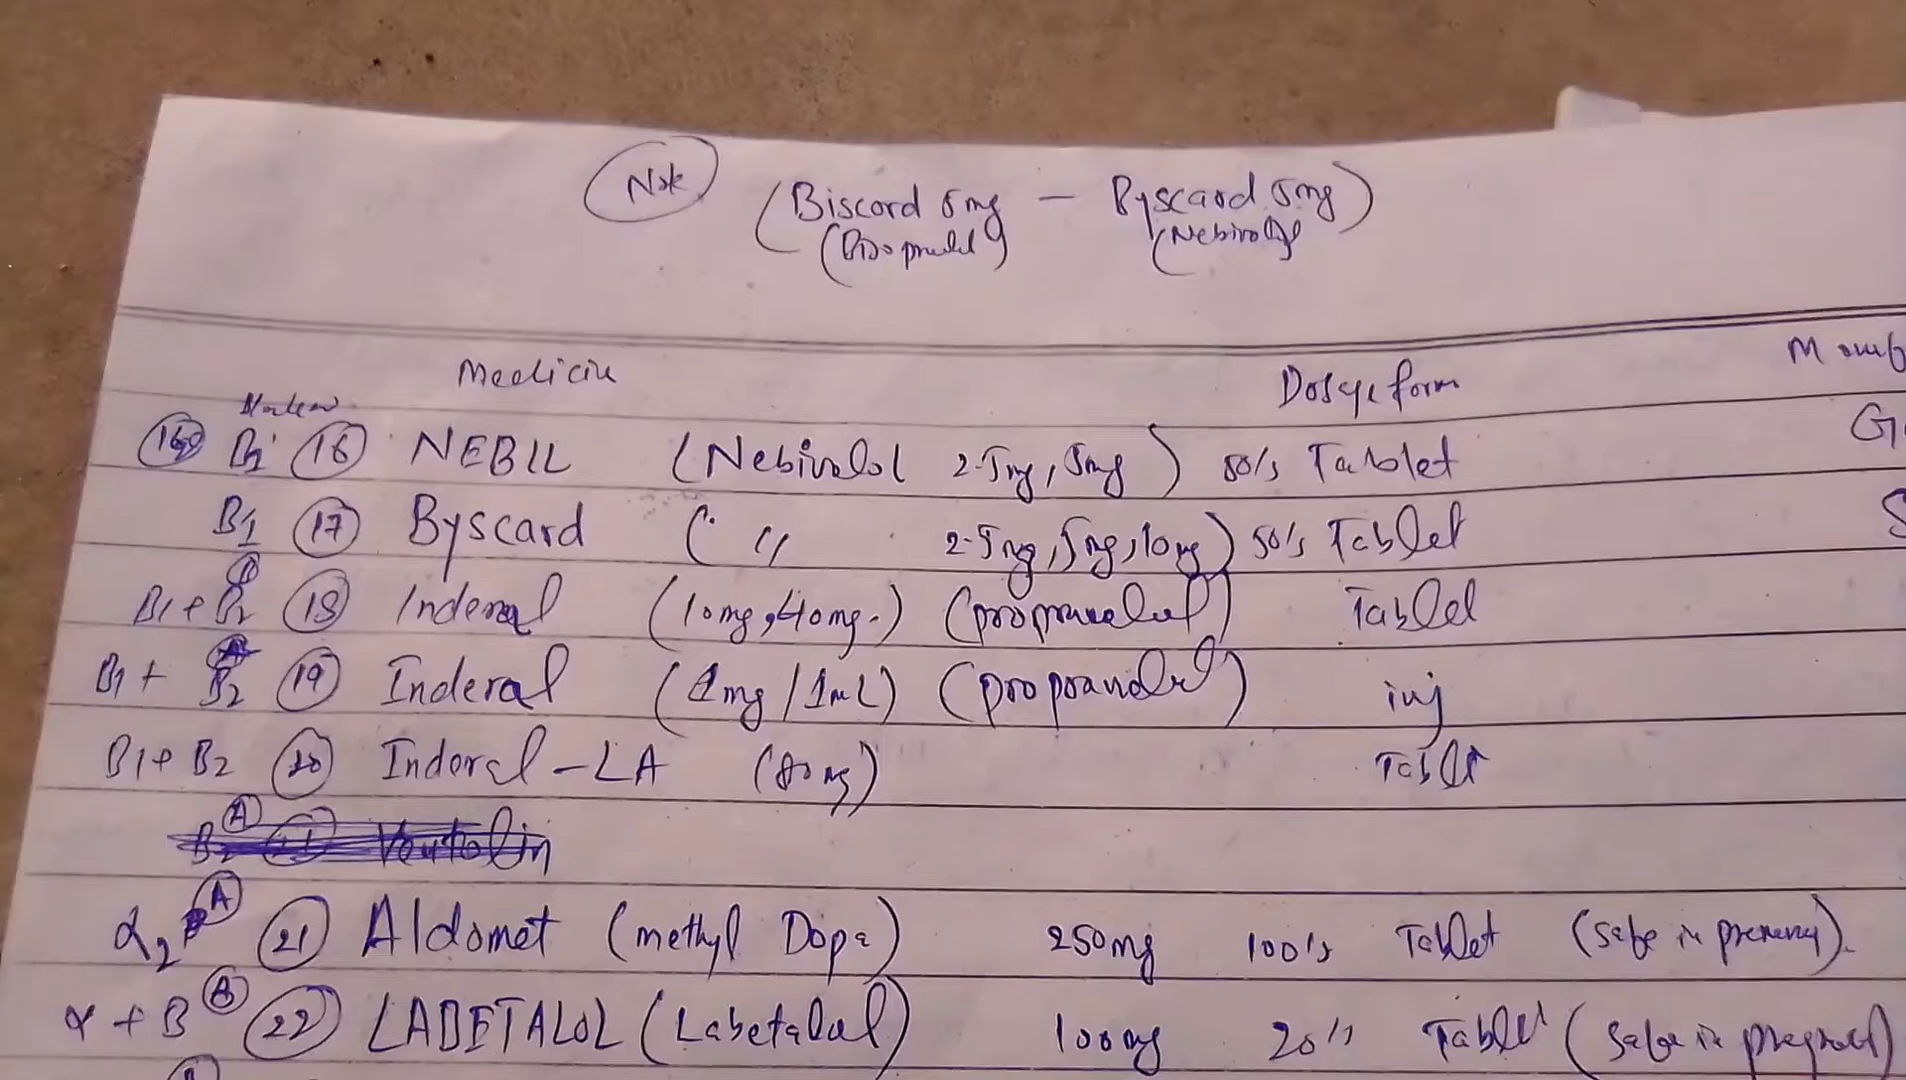 Note (Biscord 5mg — Byscard 5mg)
(Bisoprolol) (Nebivolol)
Medicine Dosage form
B1 16 NEBIL (Nebivolol 2.5mg, 5mg) Tablet
B1 17 Byscard ( 〃 2.5mg, 5mg, 10mg) 50's Tablet
B1 + B2 18 Inderal (10mg, 40mg.) (propranolol) Tablet
B1 + B2 19 Inderal (1mg/1mL) (propranolol) inj
B1 + B2 20 Inderal-LA (80mg) Tablet
α2 A 21 Aldomet (methyl Dopa) 250mg 100's Tablet (safe in pregnancy).
α + B B 22 LABETALOL (Labetalol) 100mg 20's Tablet (safe in pregnancy)